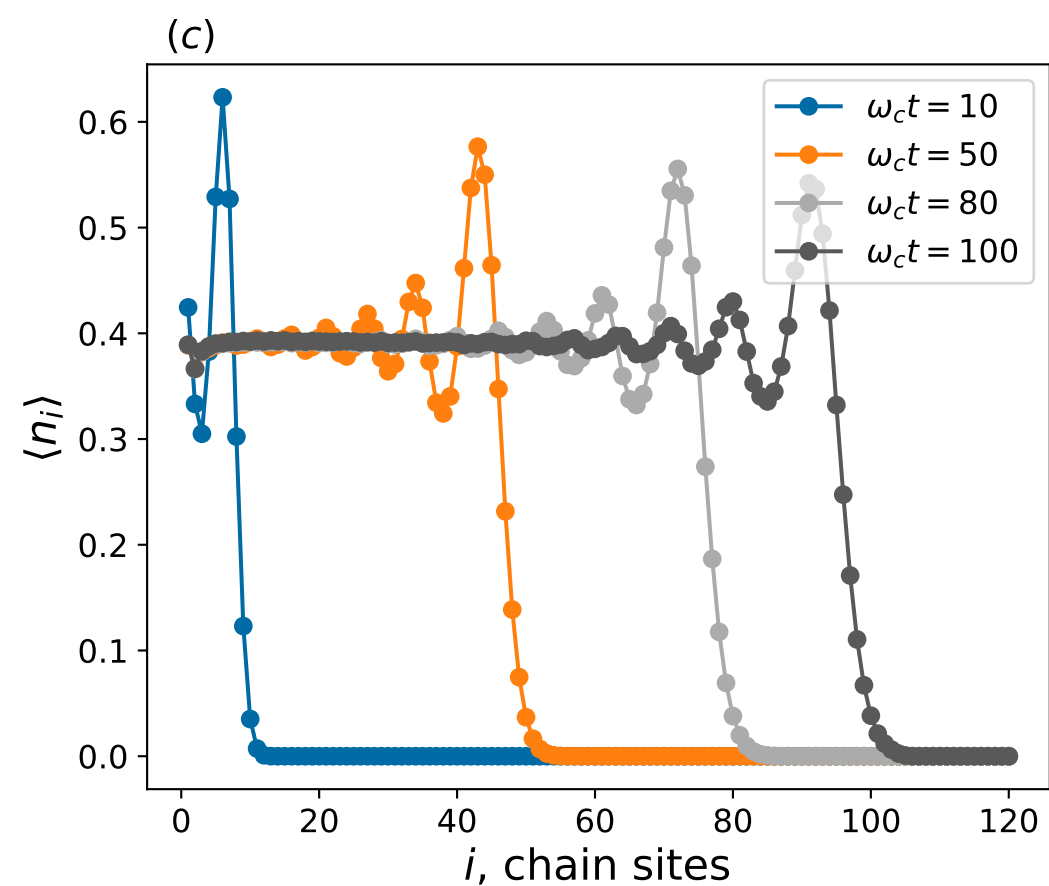 (c)
ω_c t = 10
ω_c t = 50
ω_c t = 80
ω_c t = 100
0.6
0.5
0.4
0.3
0.2
0.1
0.0
⟨n_i⟩
0 20 40 60 80 100 120
i, chain sites